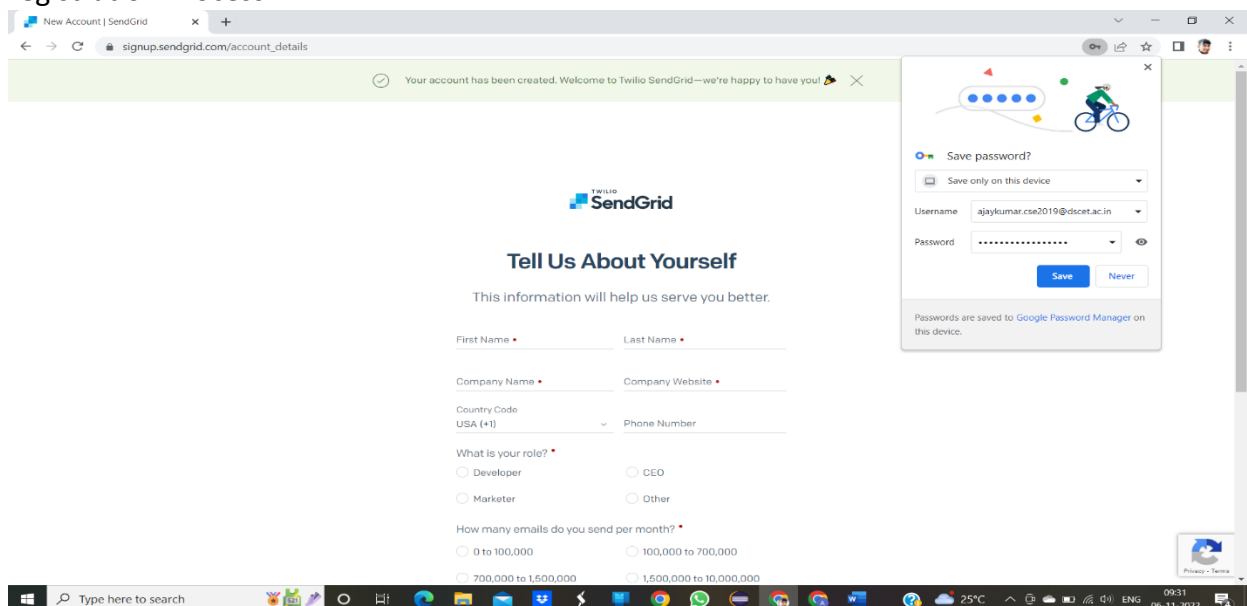 New Account | SendGrid
signup.sendgrid.com/account_details
Your account has been created. Welcome to Twilio SendGrid—we're happy to have you!
Save password?
Save only on this device
Username ajaykumar.cse2019@dscet.ac.in
Password ••••••••••••••••
Save Never
Passwords are saved to Google Password Manager on
this device.
TWILIO
SendGrid
Tell Us About Yourself
This information will help us serve you better.
First Name • Last Name •
Company Name • Company Website •
Country Code
USA (+1) Phone Number
What is your role? •
Developer CEO
Marketer Other
How many emails do you send per month? •
0 to 100,000 100,000 to 700,000
700,000 to 1,500,000 1,500,000 to 10,000,000
Privacy - Terms
Type here to search
25°C ENG 09:31
06-11-2022